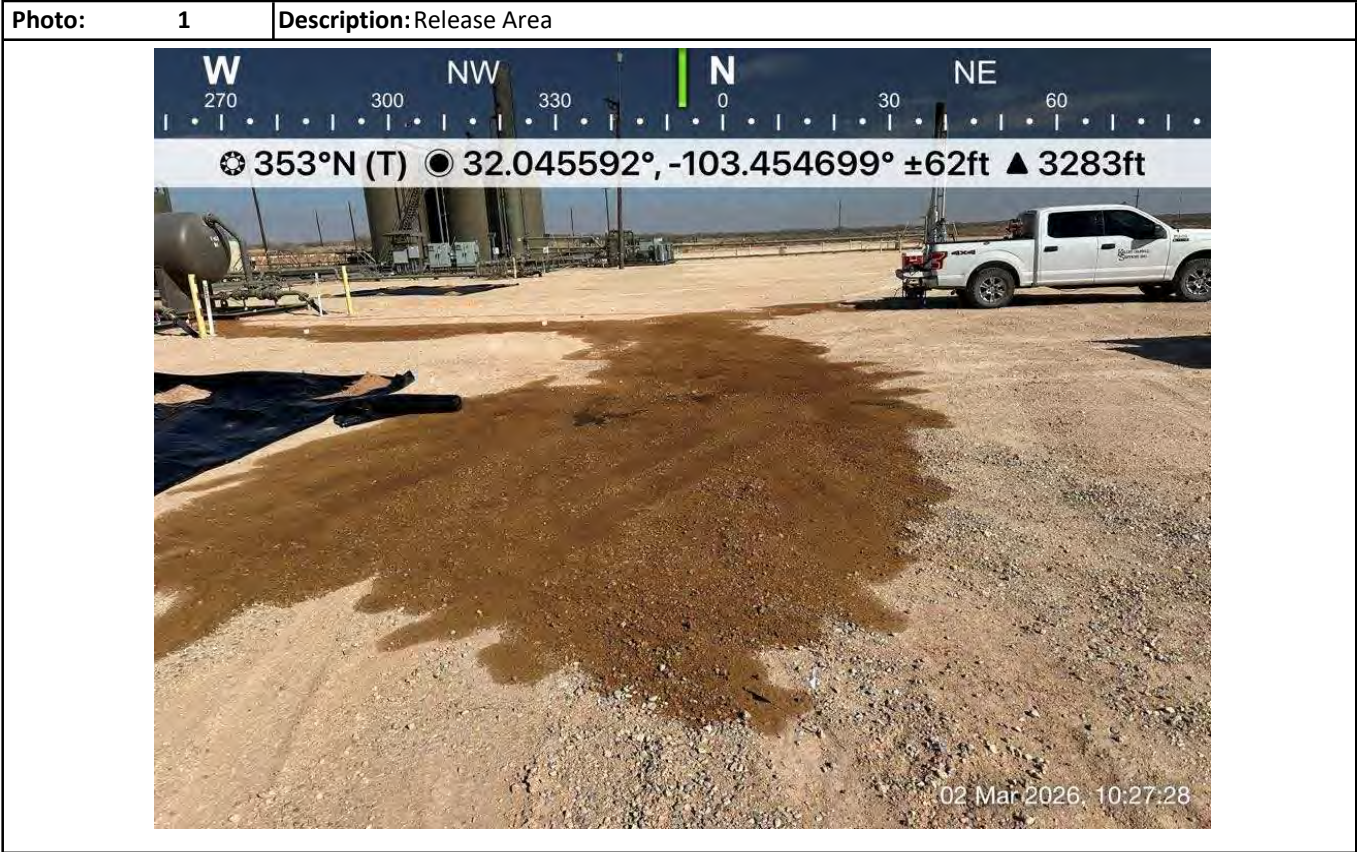 Photo: 1 Description: Release Area
W NW N NE
270 300 330 0 30 60
353°N (T) 32.045592°, -103.454699° ±62ft ▲ 3283ft
4X4
02 Mar 2026, 10:27:28